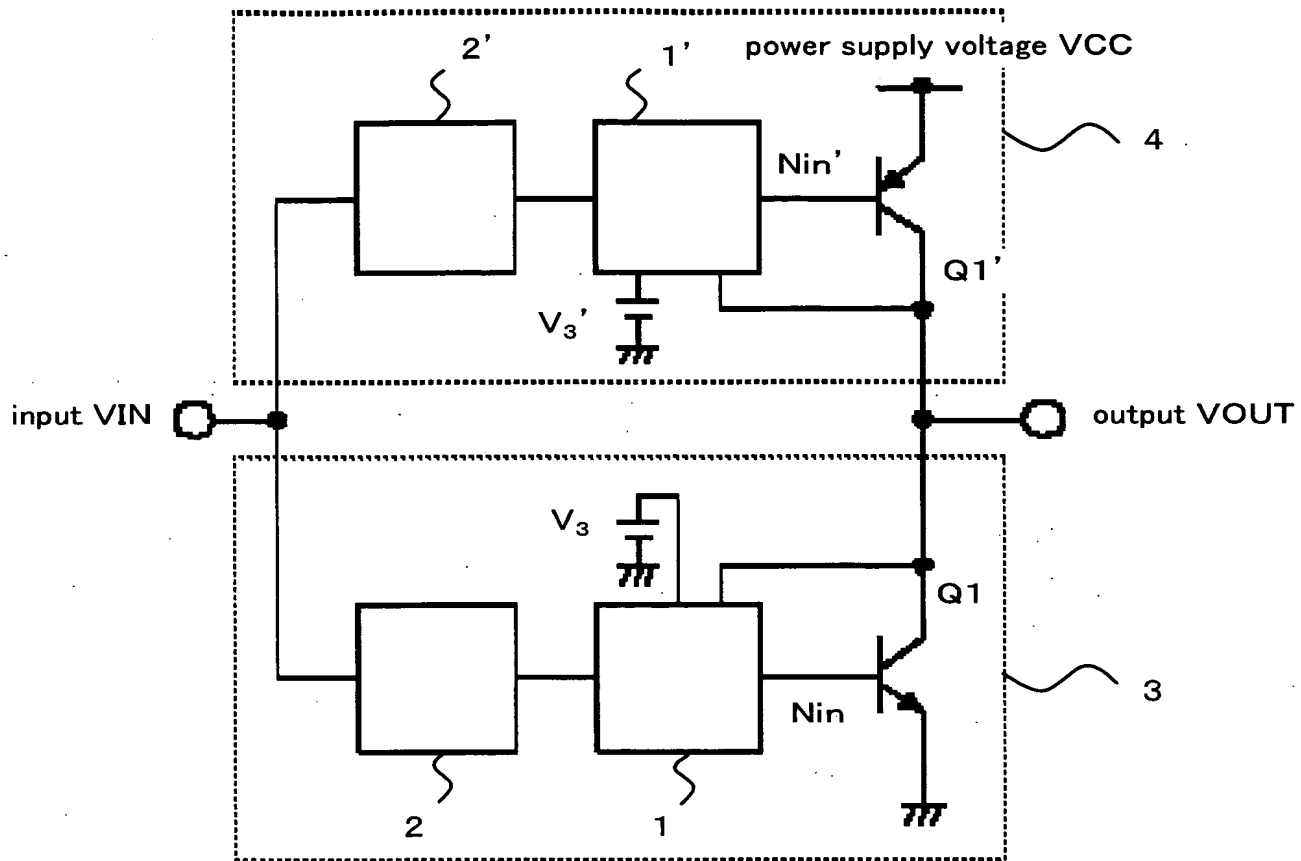 2'
1'
power supply voltage VCC
4
Nin'
Q1'
V₃'
input VIN
output VOUT
V₃
Q1
Nin
3
2
1